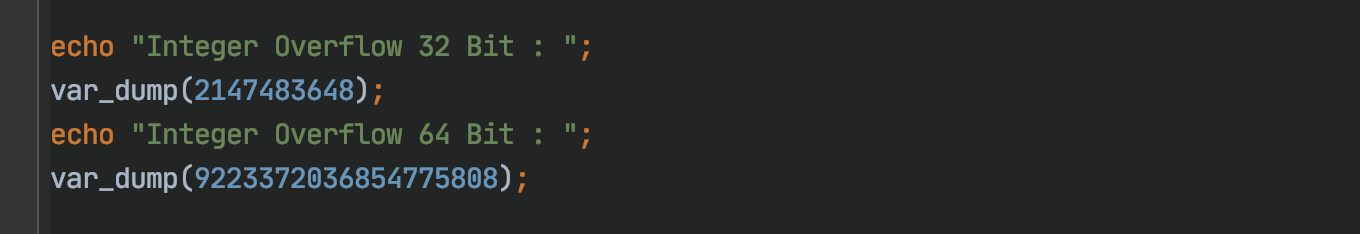 echo "Integer Overflow 32 Bit : ";
var_dump(2147483648);
echo "Integer Overflow 64 Bit : ";
var_dump(9223372036854775808);